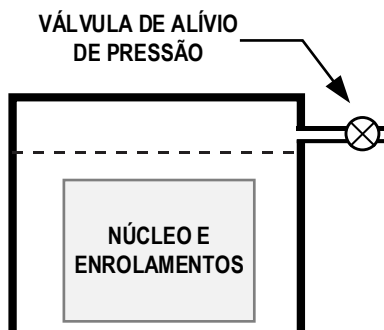 VÁLVULA DE ALÍVIO
DE PRESSÃO
NÚCLEO E
ENROLAMENTOS